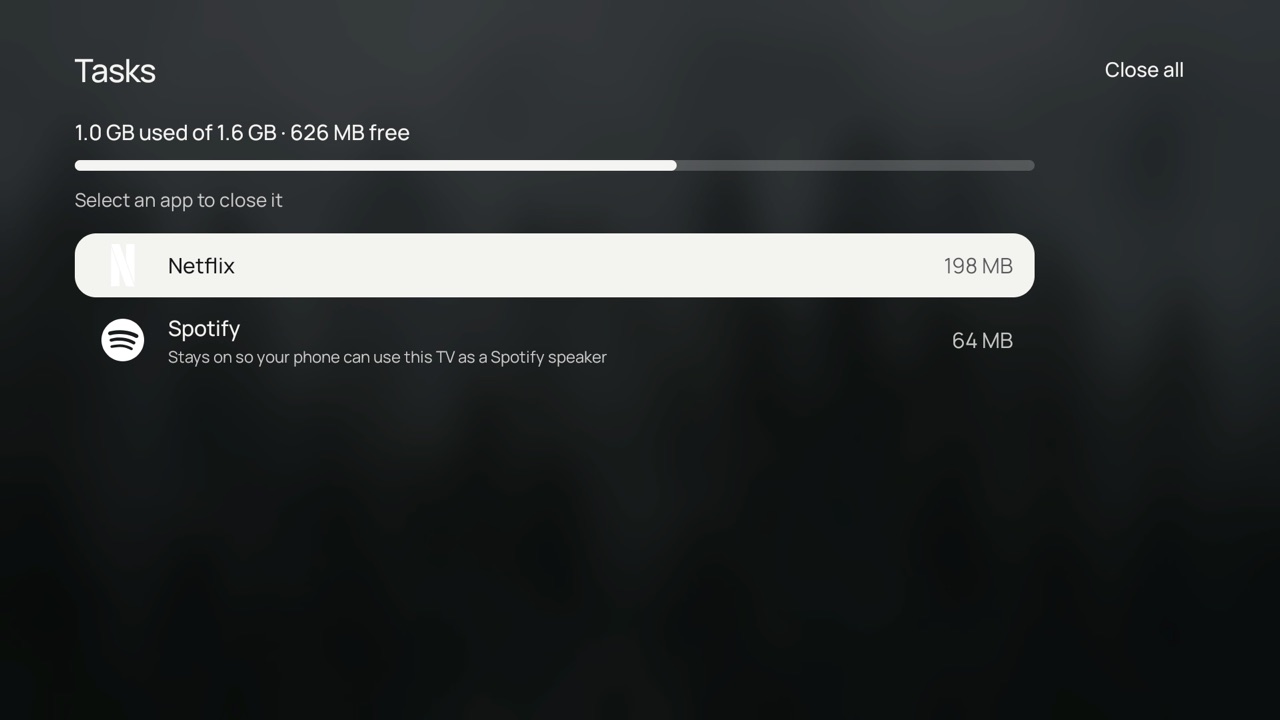 Tasks
Close all
1.0 GB used of 1.6 GB · 626 MB free
Select an app to close it
Netflix
198 MB
Spotify
Stays on so your phone can use this TV as a Spotify speaker
64 MB